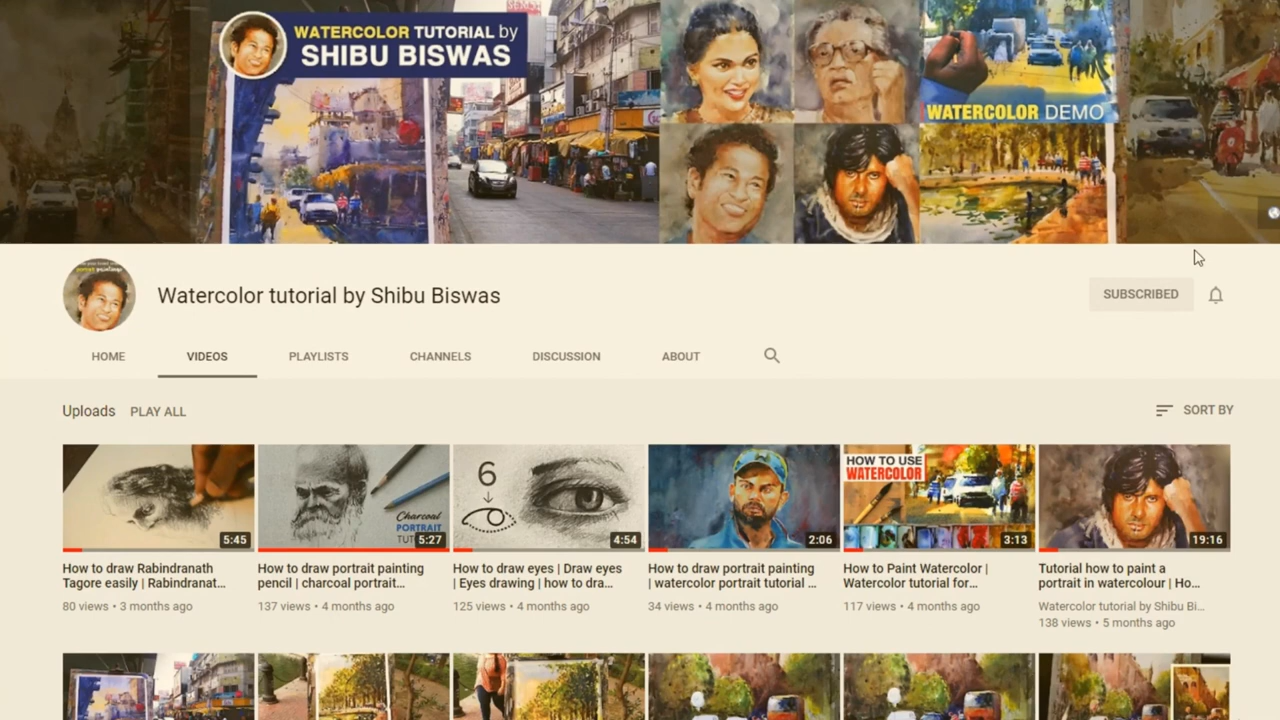 WATERCOLOR TUTORIAL by
SHIBU BISWAS
WATERCOLOR DEMO
portrait paintings
Watercolor tutorial by Shibu Biswas
SUBSCRIBED
HOME VIDEOS PLAYLISTS CHANNELS DISCUSSION ABOUT
Uploads PLAY ALL
SORT BY
5:45
Charcoal
PORTRAIT
TUT
5:27
6
4:54
2:06
HOW TO USE
WATERCOLOR
3:13
19:16
How to draw Rabindranath
Tagore easily | Rabindranat...
80 views • 3 months ago
How to draw portrait painting
pencil | charcoal portrait...
137 views • 4 months ago
How to draw eyes | Draw eyes
| Eyes drawing | how to dra...
125 views • 4 months ago
How to draw portrait painting
| watercolor portrait tutorial ...
34 views • 4 months ago
How to Paint Watercolor |
Watercolor tutorial for...
117 views • 4 months ago
Tutorial how to paint a
portrait in watercolour | Ho...
Watercolor tutorial by Shibu Bi...
138 views • 5 months ago